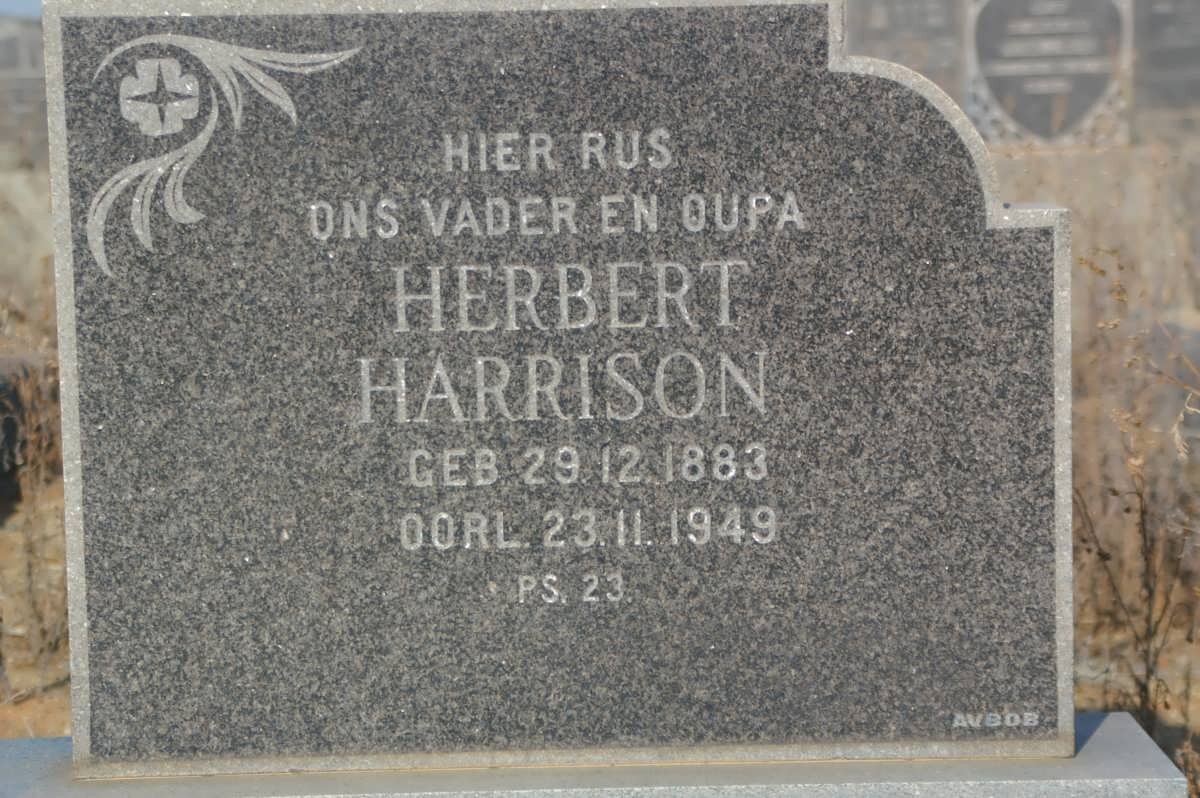 HIER RUS
ONS VADER EN OUPA
HERBERT
HARRISON
GEB 29.12.1883
OORL. 23.11.1949
PS. 23.
AVBOB